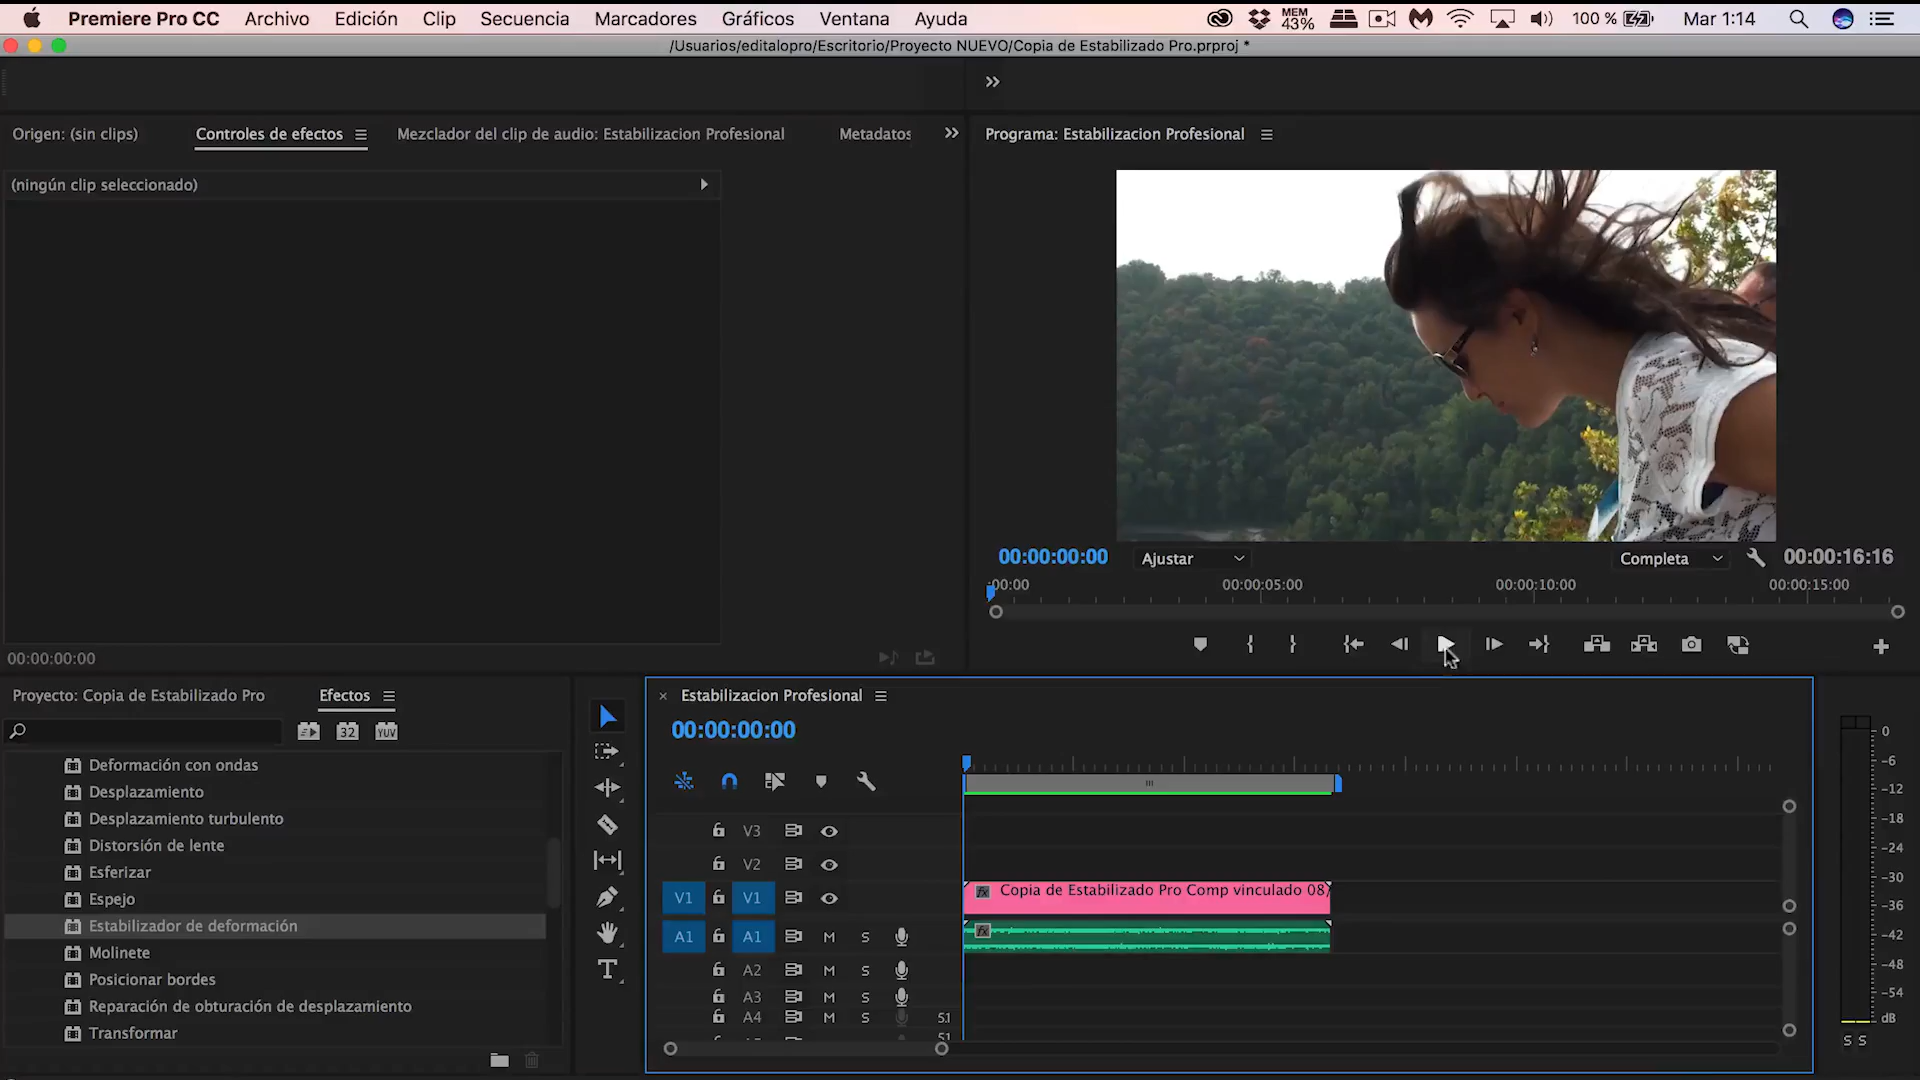 Premiere Pro CC Archivo Edición Clip Secuencia Marcadores Gráficos Ventana Ayuda MEM 43% 100 % Mar 1:14
/Usuarios/editalopro/Escritorio/Proyecto NUEVO/Copia de Estabilizado Pro.prproj *
Origen: (sin clips) Controles de efectos Mezclador del clip de audio: Estabilizacion Profesional Metadatos
Programa: Estabilizacion Profesional
(ningún clip seleccionado)
00:00:00:00 Ajustar Completa 00:00:16:16
:00:00 00:00:05:00 00:00:10:00 00:00:15:00
00:00:00:00
Proyecto: Copia de Estabilizado Pro Efectos
32 YUV
Deformación con ondas
Desplazamiento
Desplazamiento turbulento
Distorsión de lente
Esferizar
Espejo
Estabilizador de deformación
Molinete
Posicionar bordes
Reparación de obturación de desplazamiento
Transformar
T
× Estabilizacion Profesional
00:00:00:00
V3
V2
V1 V1 fx Copia de Estabilizado Pro Comp vinculado 08)
A1 A1 M S fx
A2 M S
A3 M S
A4 M S 5.1
5.1
0
-6
-12
-18
-24
-30
-36
-42
-48
-54
dB
S S